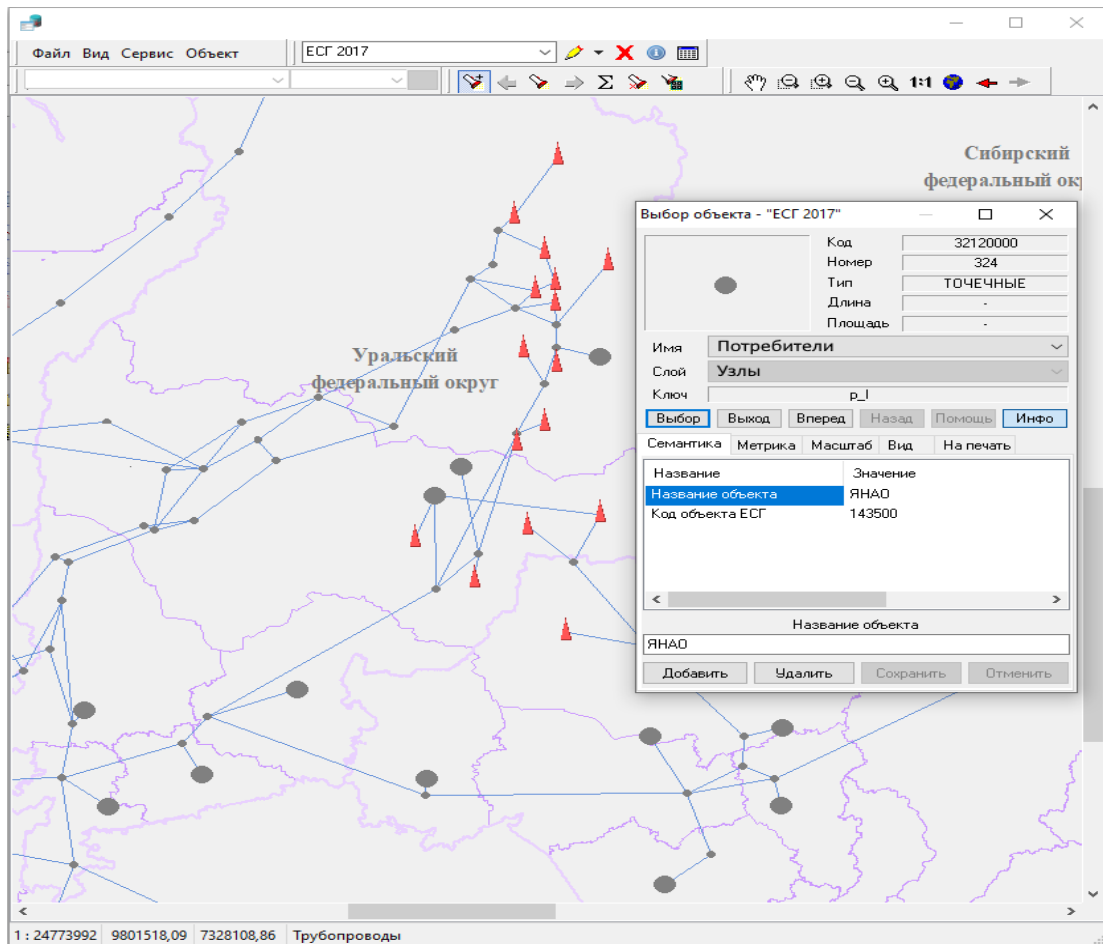 Файл Вид Сервис Объект ЕСГ 2017
1:1
Сибирский
федеральный ок
Уральский
федеральный округ
Выбор объекта - "ЕСГ 2017"
Код 32120000
Номер 324
Тип ТОЧЕЧНЫЕ
Длина -
Площадь -
Имя Потребители
Слой Узлы
Ключ p_l
Выбор Выход Вперед Назад Помощь Инфо
Семантика Метрика Масштаб Вид На печать
Название Значение
Название объекта ЯНАО
Код объекта ЕСГ 143500
Название объекта
ЯНАО
Добавить Удалить Сохранить Отменить
1 : 24773992 9801518,09 7328108,86 Трубопроводы